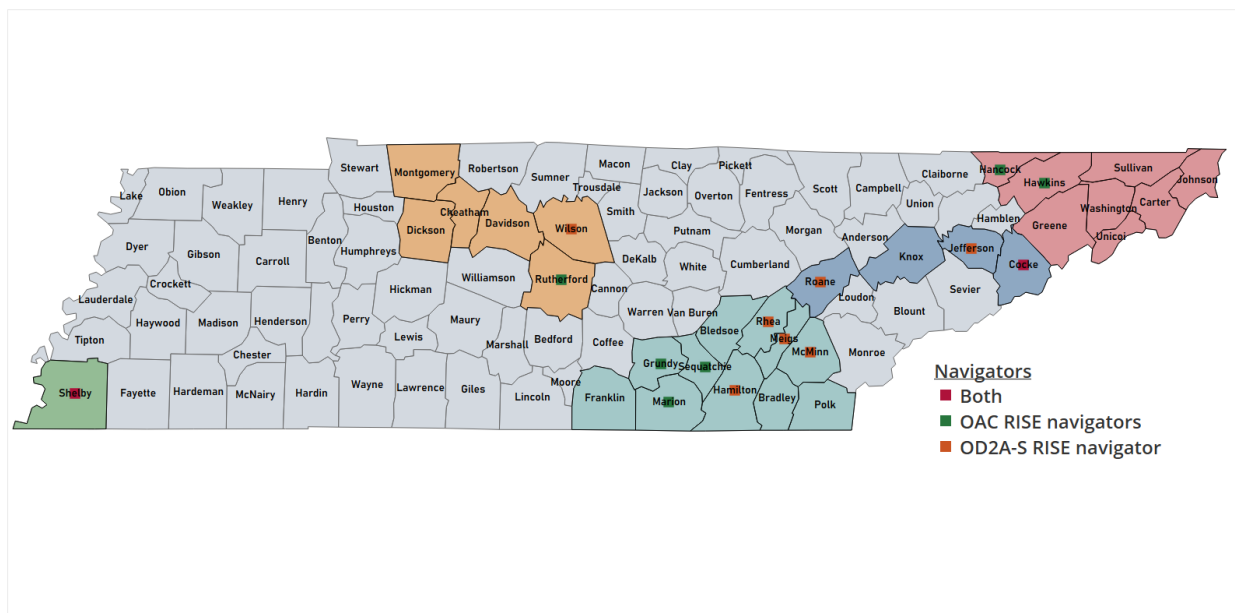 Stewart
Montgomery
Robertson
Sumner
Macon
Clay
Pickett
Trousdale
Lake
Obion
Weakley
Henry
Houston
Cheatham
Davidson
Wilson
Smith
Jackson
Overton
Fentress
Scott
Campbell
Claiborne
Union
Hancock
Hawkins
Sullivan
Johnson
Dyer
Gibson
Carroll
Benton
Humphreys
Dickson
Putnam
Morgan
Anderson
Hamblen
Greene
Washington
Carter
Unicoi
Crockett
Lauderdale
Hickman
Williamson
Rutherford
Cannon
DeKalb
White
Cumberland
Roane
Knox
Jefferson
Cocke
Sevier
Loudon
Blount
Tipton
Haywood
Madison
Henderson
Chester
Perry
Lewis
Maury
Marshall
Bedford
Coffee
Warren
Van Buren
Bledsoe
Rhea
Meigs
McMinn
Monroe
Shelby
Fayette
Hardeman
McNairy
Hardin
Wayne
Lawrence
Giles
Lincoln
Moore
Franklin
Grundy
Sequatchie
Marion
Hamilton
Bradley
Polk
Navigators
Both
OAC RISE navigators
OD2A-S RISE navigator